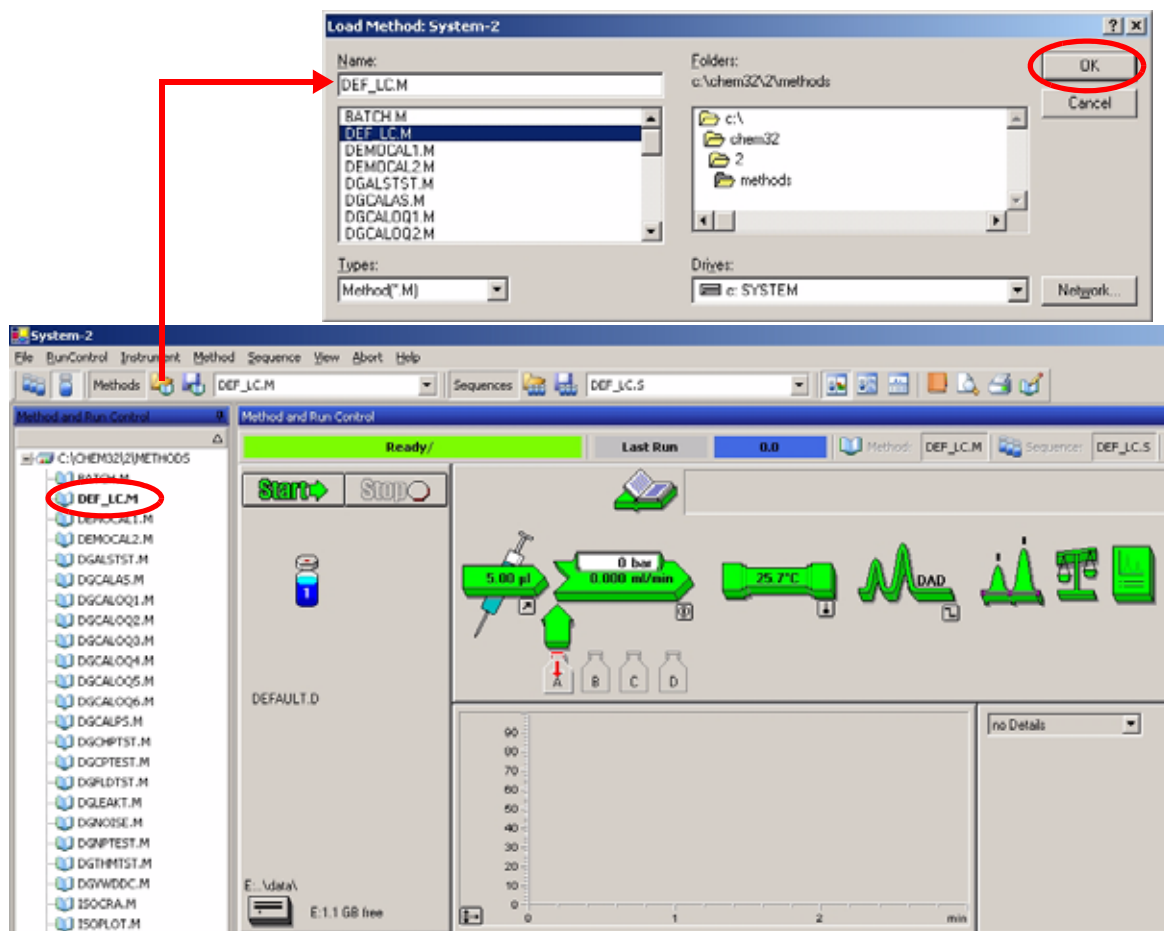 Load Method: System-2
Name:
DEF_LC.M
BATCH.M
DEF_LC.M
DEMOCAL1.M
DEMOCAL2.M
DGALSTST.M
DGCALAS.M
DGCALOQ1.M
DGCALOQ2.M
Types:
Method(*.M)
Folders:
c:\chem32\2\methods
c:\
chem32
2
methods
Drives:
c: SYSTEM
OK
Cancel
Network...
System-2
File RunControl Instrument Method Sequence View Abort Help
Methods DEF_LC.M Sequences DEF_LC.S
Method and Run Control
C:\CHEM32\2\METHODS
BATCH.M
DEF_LC.M
DEMOCAL1.M
DEMOCAL2.M
DGALSTST.M
DGCALAS.M
DGCALOQ1.M
DGCALOQ2.M
DGCALOQ3.M
DGCALOQ4.M
DGCALOQ5.M
DGCALOQ6.M
DGCALPS.M
DGCHPTST.M
DGCPTEST.M
DGFLDTST.M
DGLEAKT.M
DGNOISE.M
DGNPTEST.M
DGTHMTST.M
DGVWDDC.M
ISOCRA.M
ISOPLOT.M
Method and Run Control
Ready/ Last Run 0.0 Method: DEF_LC.M Sequence: DEF_LC.S
Start Stop
1
DEFAULT.D
E:..\data\
E:1.1 GB free
5.00 µl
0 bar
0.000 ml/min
25.7°C
DAD
A B C D
90
80
70
60
50
40
30
20
10
0
0 1 2 min
no Details